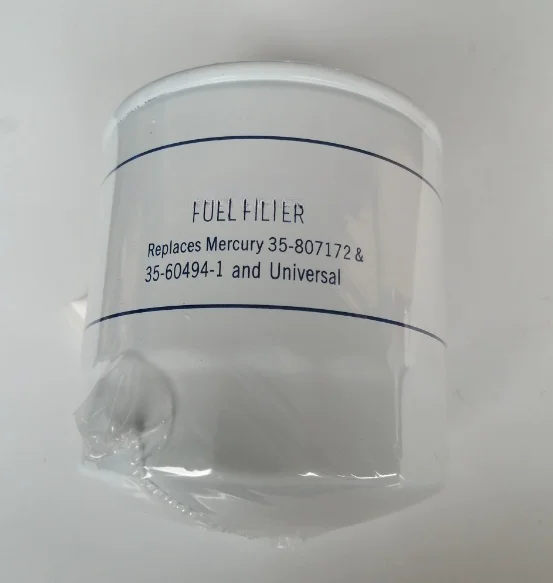 FUEL FILTER
Replaces Mercury 35-807172 &
35-60494-1 and Universal